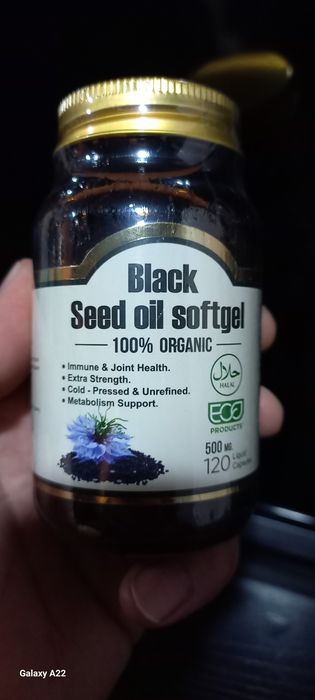 Black
Seed oil softgel
100% ORGANIC
• Immune & Joint Health.
• Extra Strength.
• Cold - Pressed & Unrefined.
• Metabolism Support.
حلال
HALAL
ECO
PRODUCTS
500 MG.
120 Liquid
Capsules
Galaxy A22